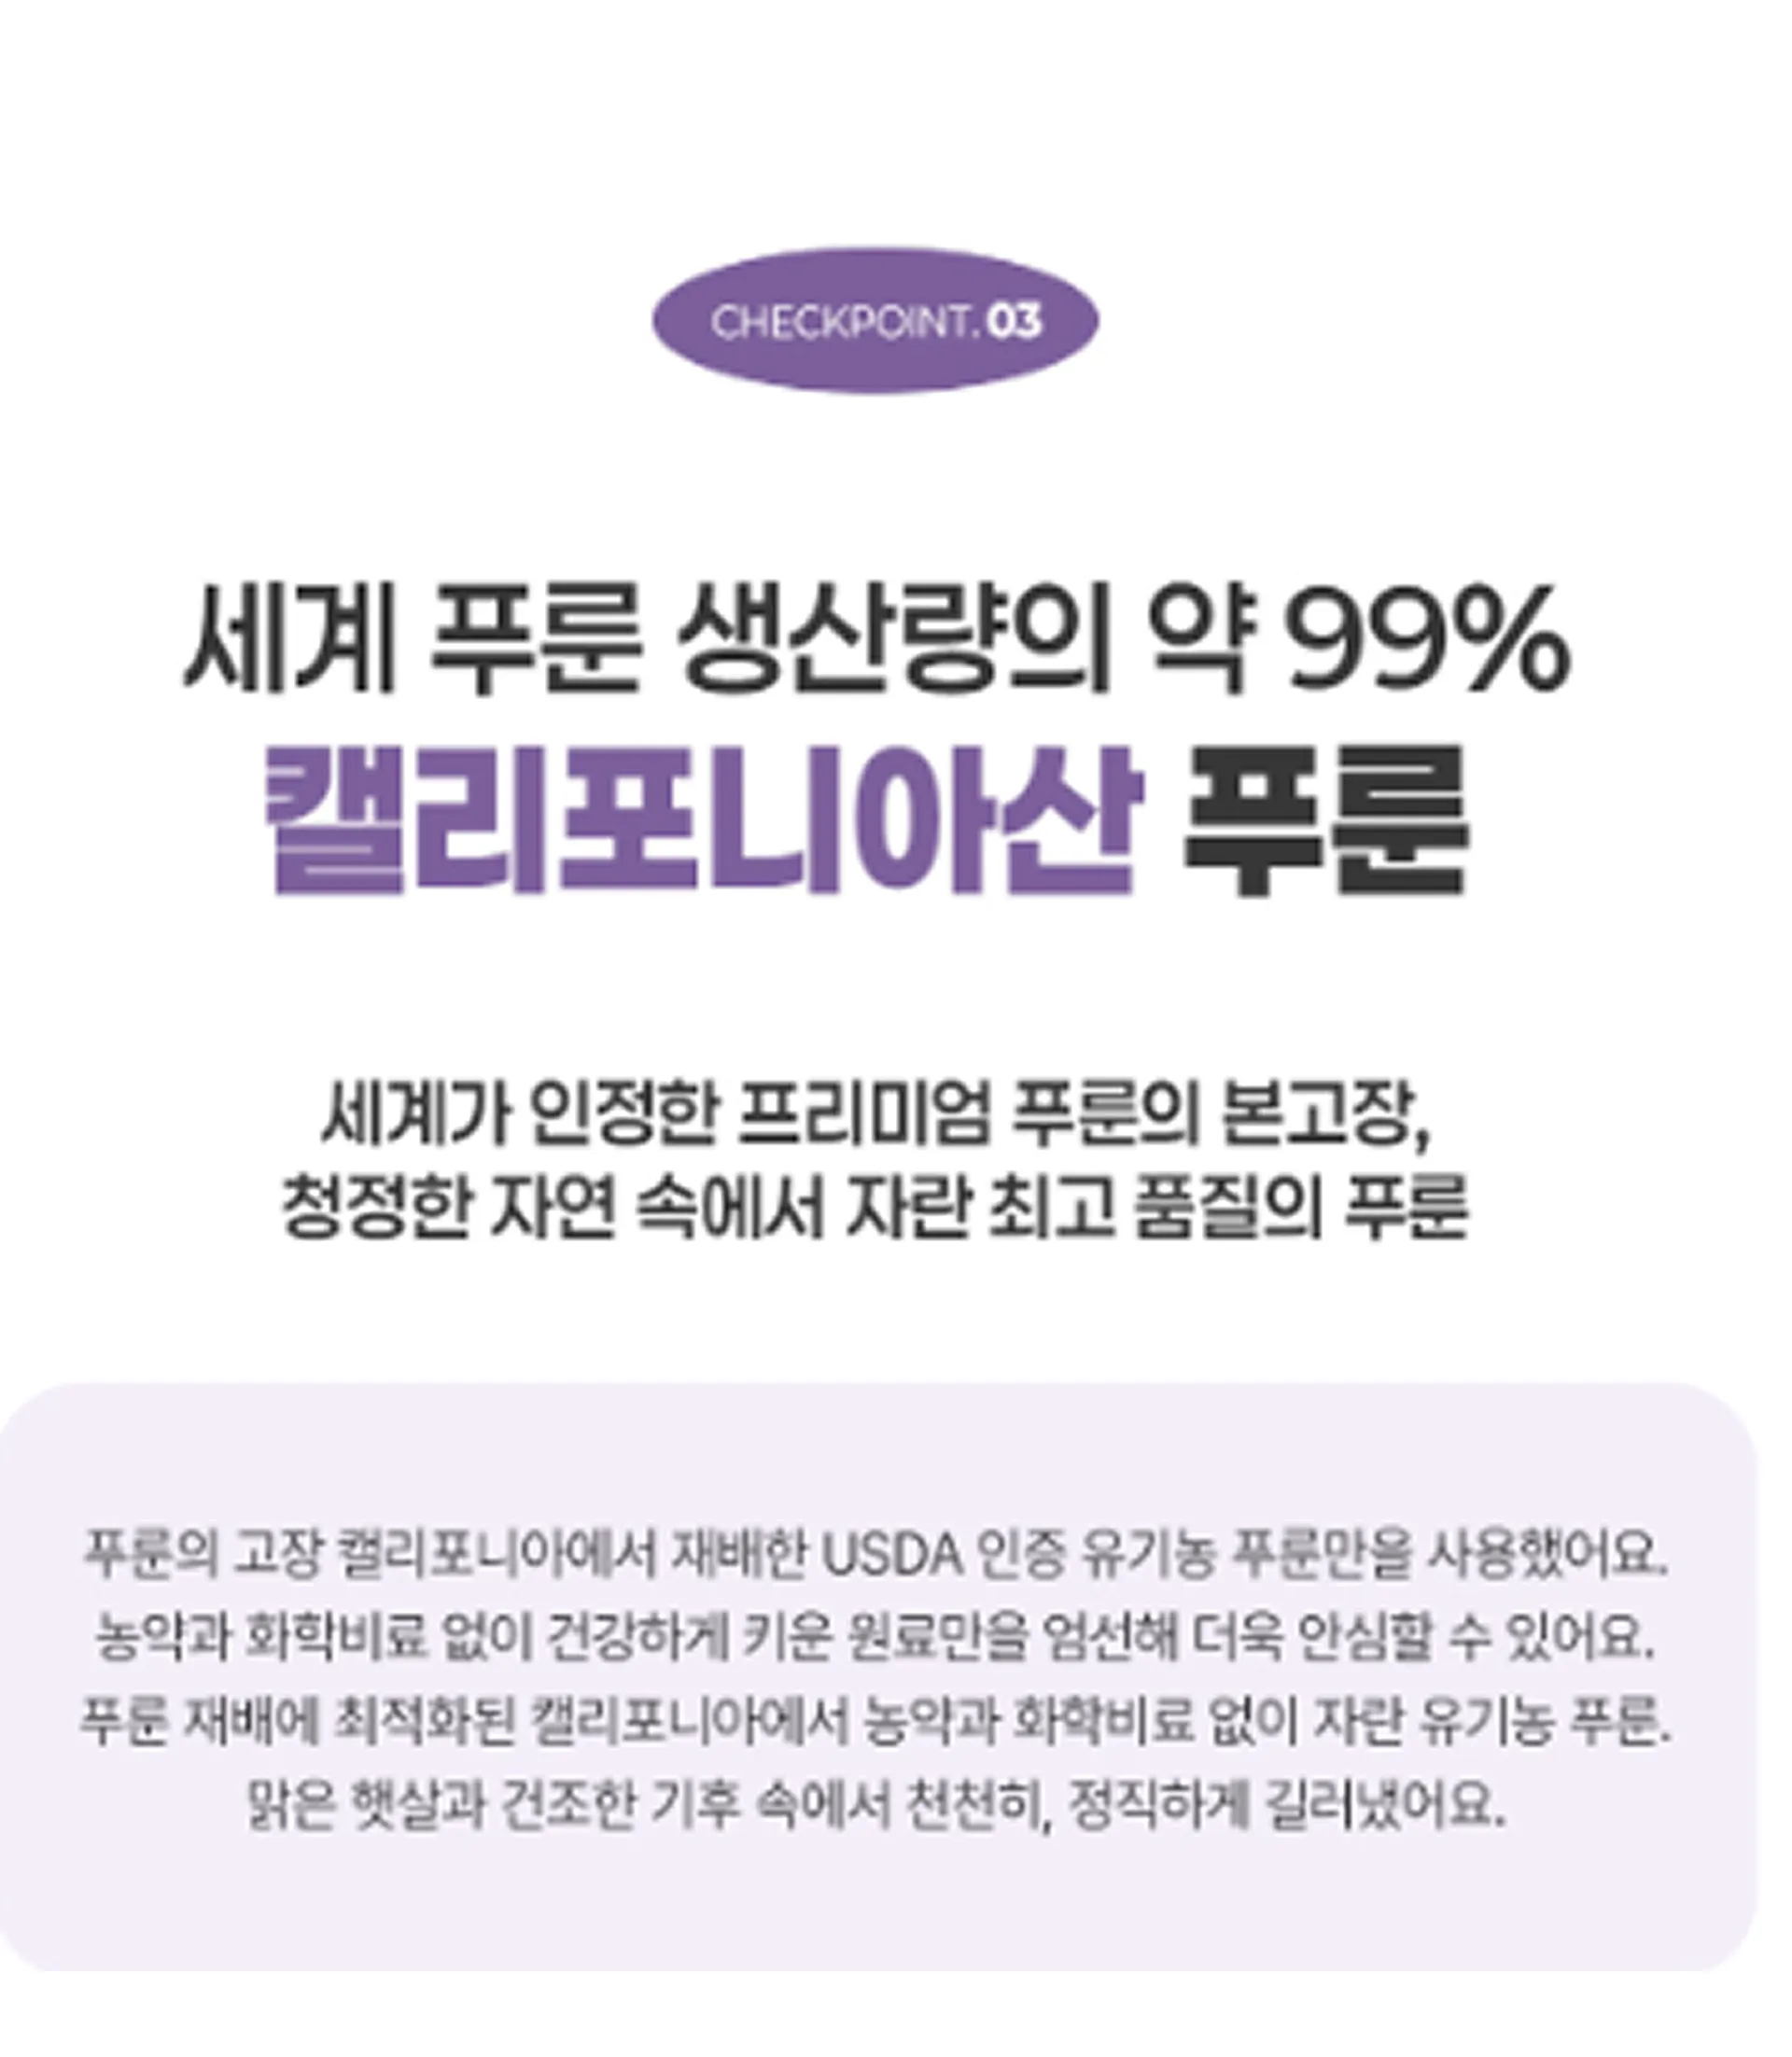 CHECKPOINT. 03
세계 푸룬 생산량의 약 99%
캘리포니아산 푸룬
세계가 인정한 프리미엄 푸룬의 본고장,
청정한 자연 속에서 자란 최고 품질의 푸룬
푸룬의 고장 캘리포니아에서 재배한 USDA 인증 유기농 푸룬만을 사용했어요.
농약과 화학비료 없이 건강하게 키운 원료만을 엄선해 더욱 안심할 수 있어요.
푸룬 재배에 최적화된 캘리포니아에서 농약과 화학비료 없이 자란 유기농 푸룬.
맑은 햇살과 건조한 기후 속에서 천천히, 정직하게 길러냈어요.